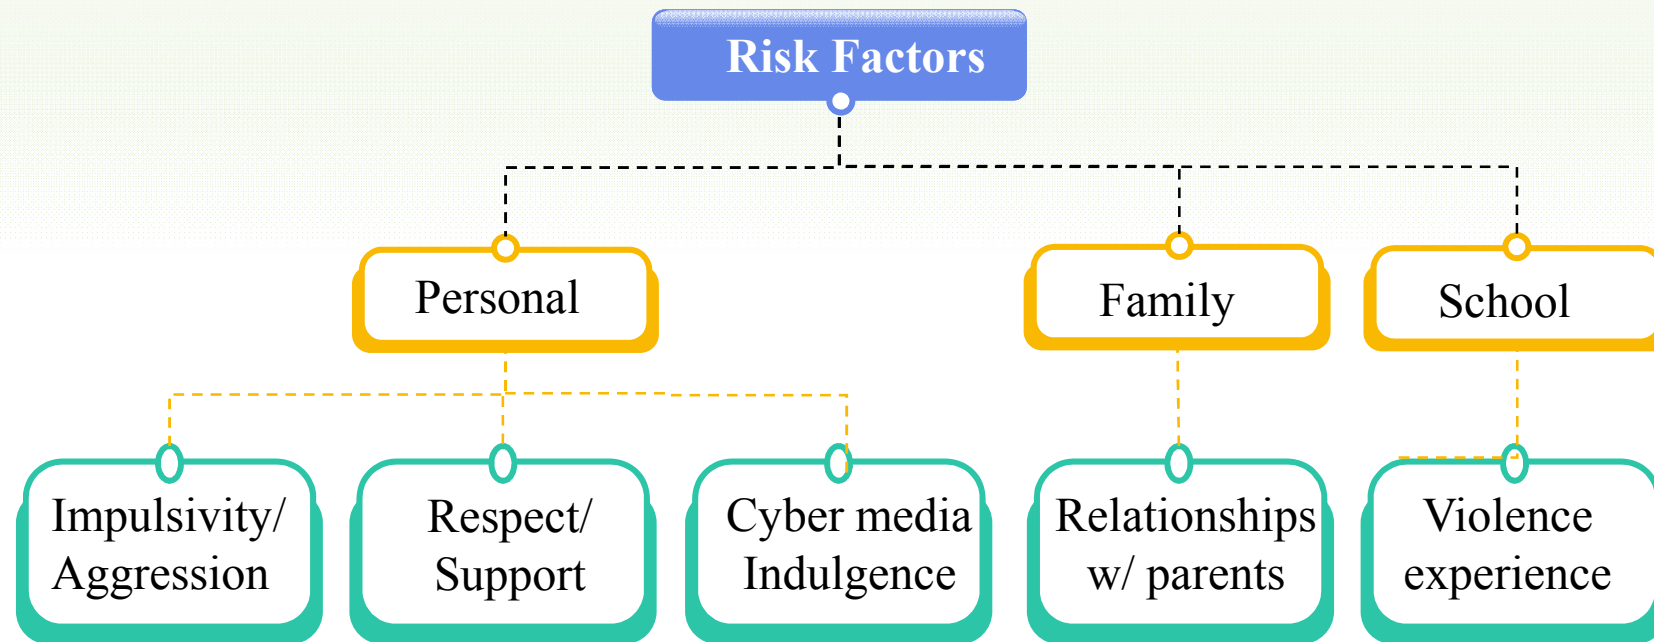 Risk Factors
Personal
Family
School
Impulsivity/
Aggression
Respect/
Support
Cyber media
Indulgence
Relationships
w/ parents
Violence
experience